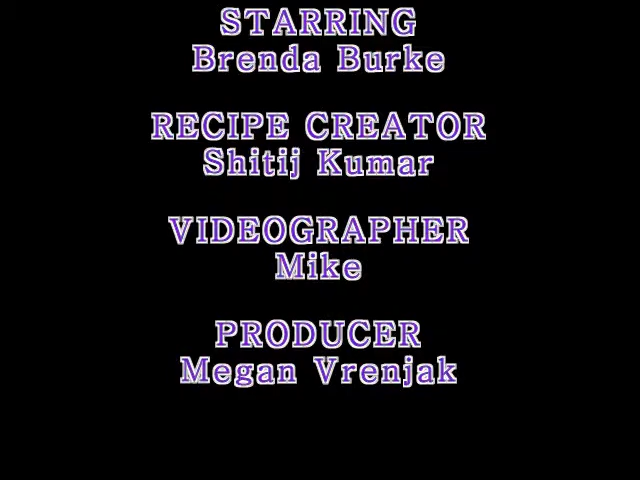 STARRING
Brenda Burke
RECIPE CREATOR
Shitij Kumar
VIDEOGRAPHER
Mike
PRODUCER
Megan Vrenjak